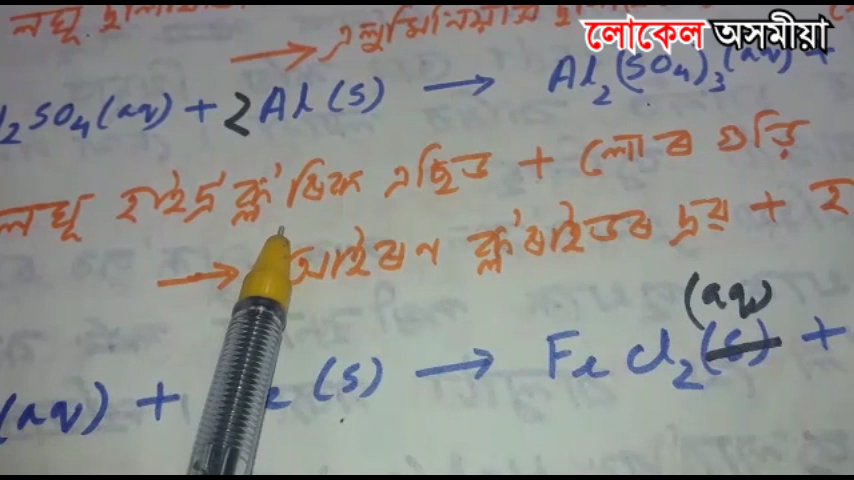 লঘূ
→ এলুমিনিয়াম
লোকেল অসমীয়া
2SO4(aq) + 2Al(s) → Al2(SO4)3(aq) +
লঘূ হাইড্ৰ'ক্ল'ৰিক এছিড + লোৰ গুড়ি
→ আইৰণ ক্ল'ৰাইডৰ দ্ৰৱ + হ
(aq)
(aq) + e(s) → FeCl2(s) +